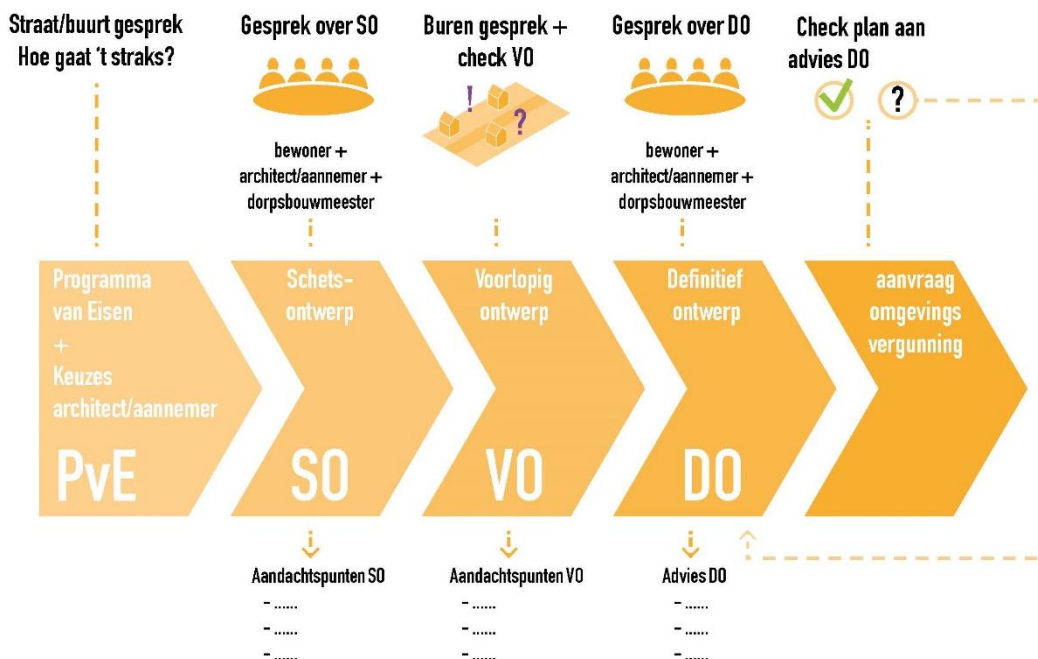 Straat/buurt gesprek
Hoe gaat 't straks?
Gesprek over SO
Buren gesprek +
check VO
Gesprek over DO
Check plan aan
advies DO
?
!
?
bewoner +
architect/aannemer +
dorpsbouwmeester
bewoner +
architect/aannemer +
dorpsbouwmeester
Programma
van Eisen
+
Keuzes
architect/aannemer
PvE
Schets-
ontwerp
SO
Voorlopig
ontwerp
VO
Definitief
ontwerp
DO
aanvraag
omgevings
vergunning
Aandachtspunten SO
- ......
- ......
- ......
Aandachtspunten VO
- ......
- ......
- ......
Advies DO
- ......
- ......
- ......